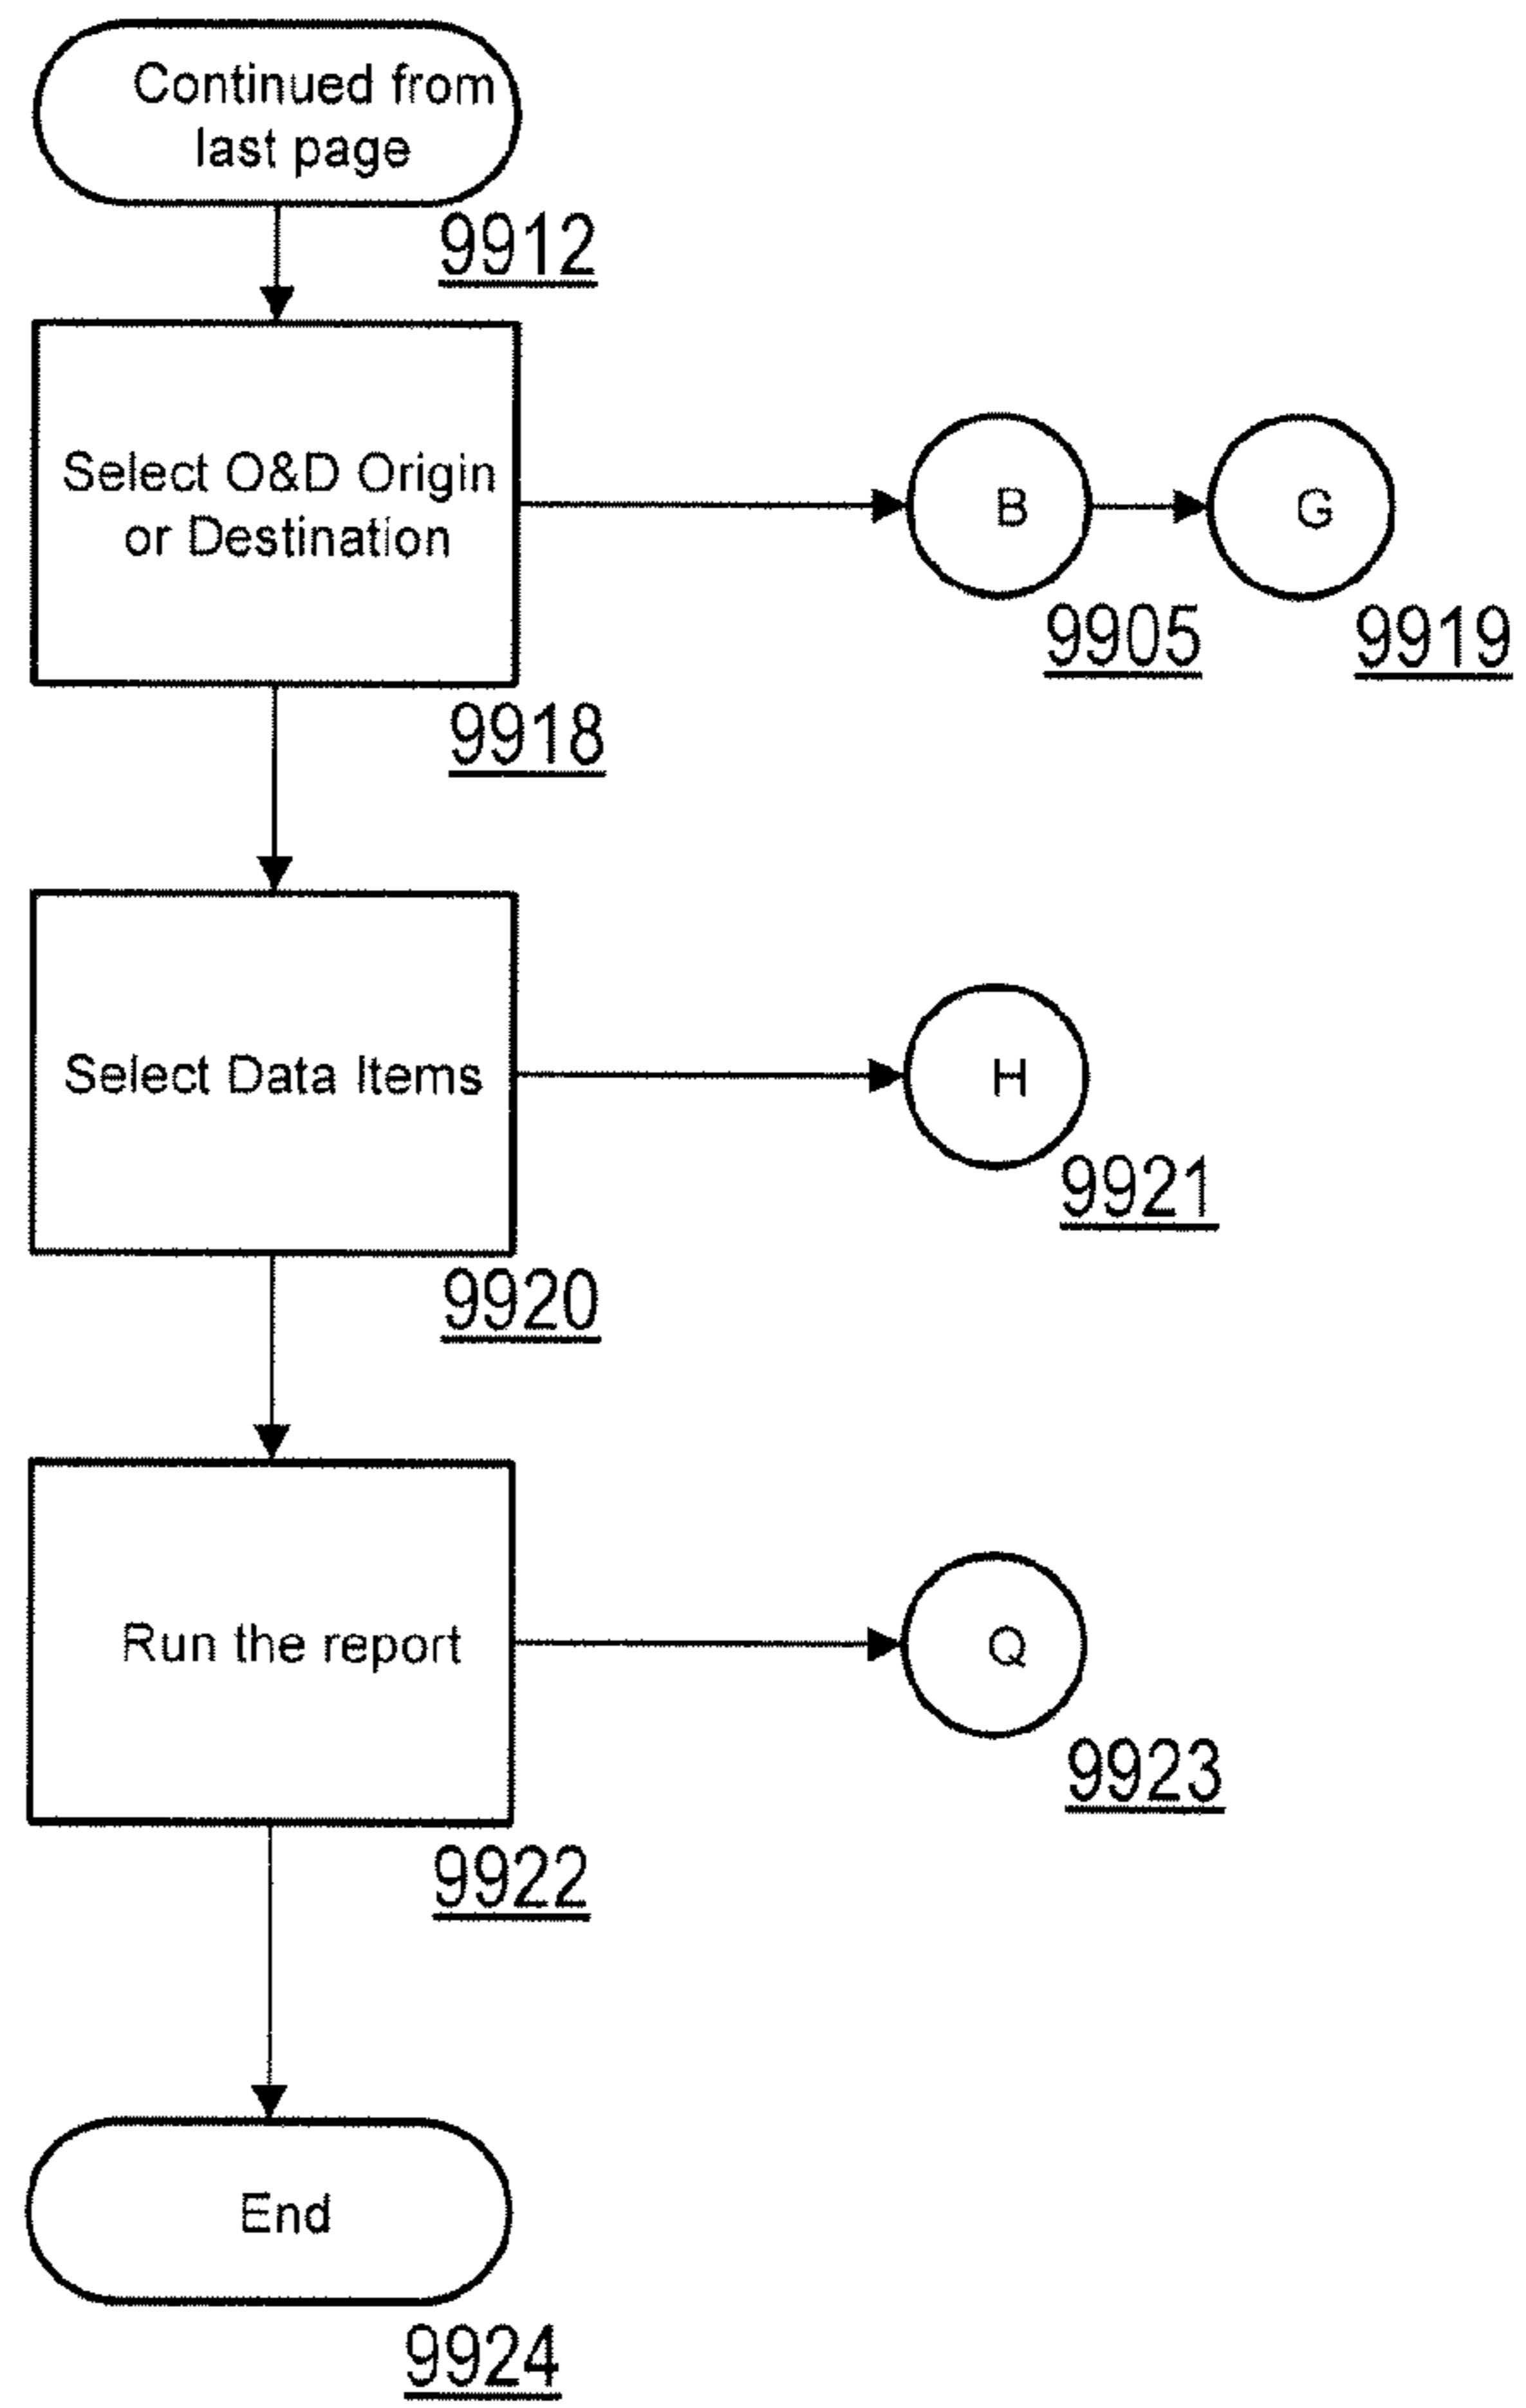 Continued from
last page
9912
Select O&D Origin
or Destination
B
G
9905
9919
9918
Select Data Items
H
9921
9920
Run the report
Q
9923
9922
End
9924